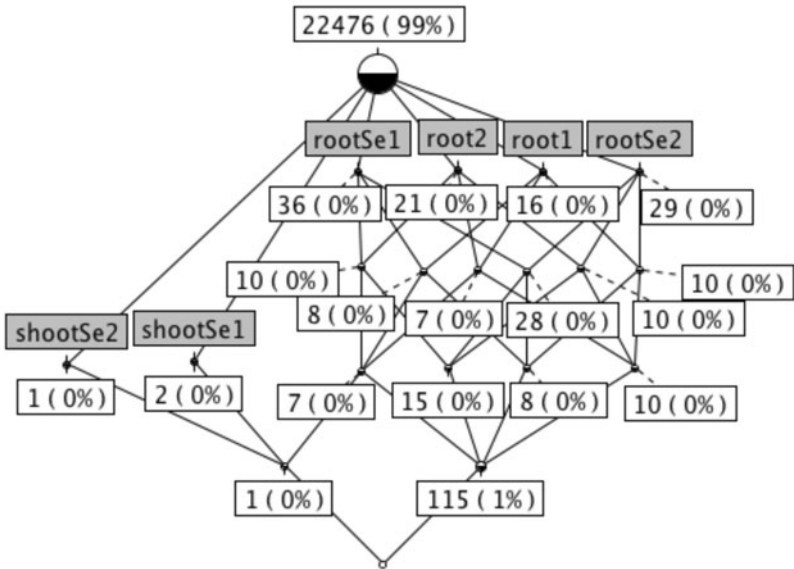 22476 ( 99%)
rootSe1 root2 root1 rootSe2
36 ( 0%) 21 ( 0%) 16 ( 0%) 29 ( 0%)
10 ( 0%) 10 ( 0%)
8 ( 0%) 7 ( 0%) 28 ( 0%) 10 ( 0%)
shootSe2 shootSe1
1 ( 0%) 2 ( 0%) 7 ( 0%) 15 ( 0%) 8 ( 0%) 10 ( 0%)
1 ( 0%) 115 ( 1%)